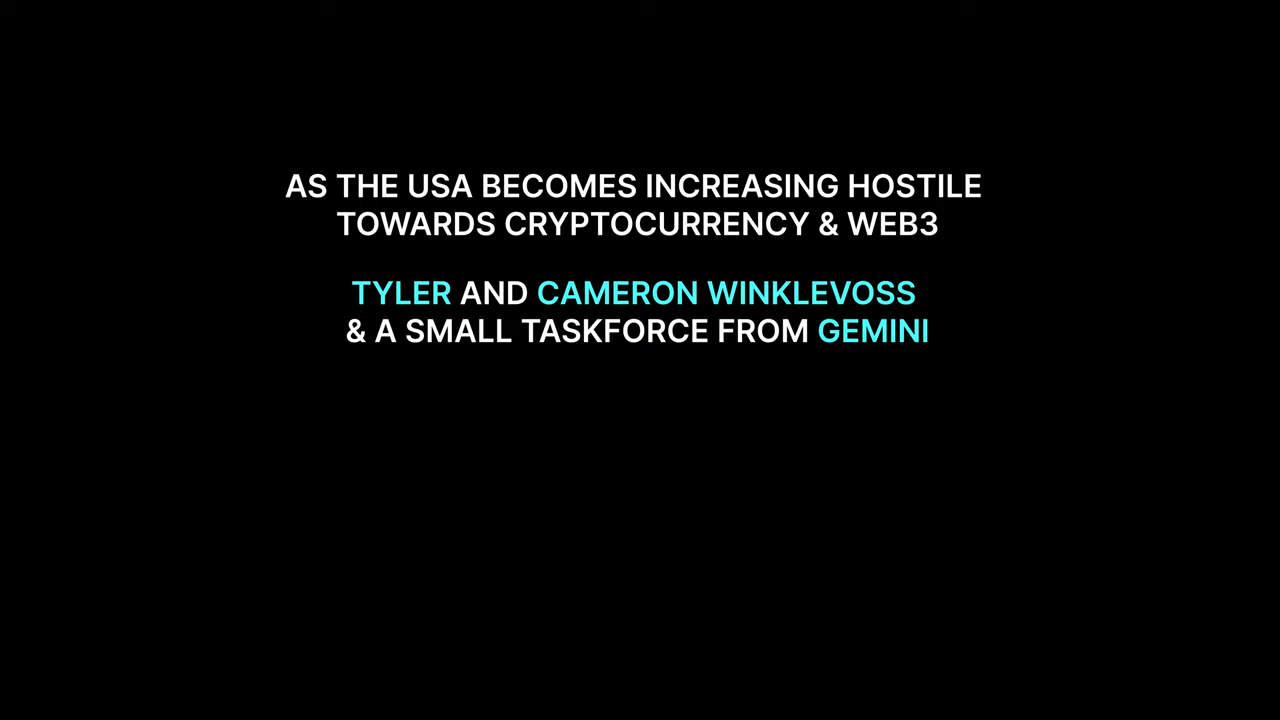 AS THE USA BECOMES INCREASING HOSTILE
TOWARDS CRYPTOCURRENCY & WEB3
TYLER AND CAMERON WINKLEVOSS
& A SMALL TASKFORCE FROM GEMINI